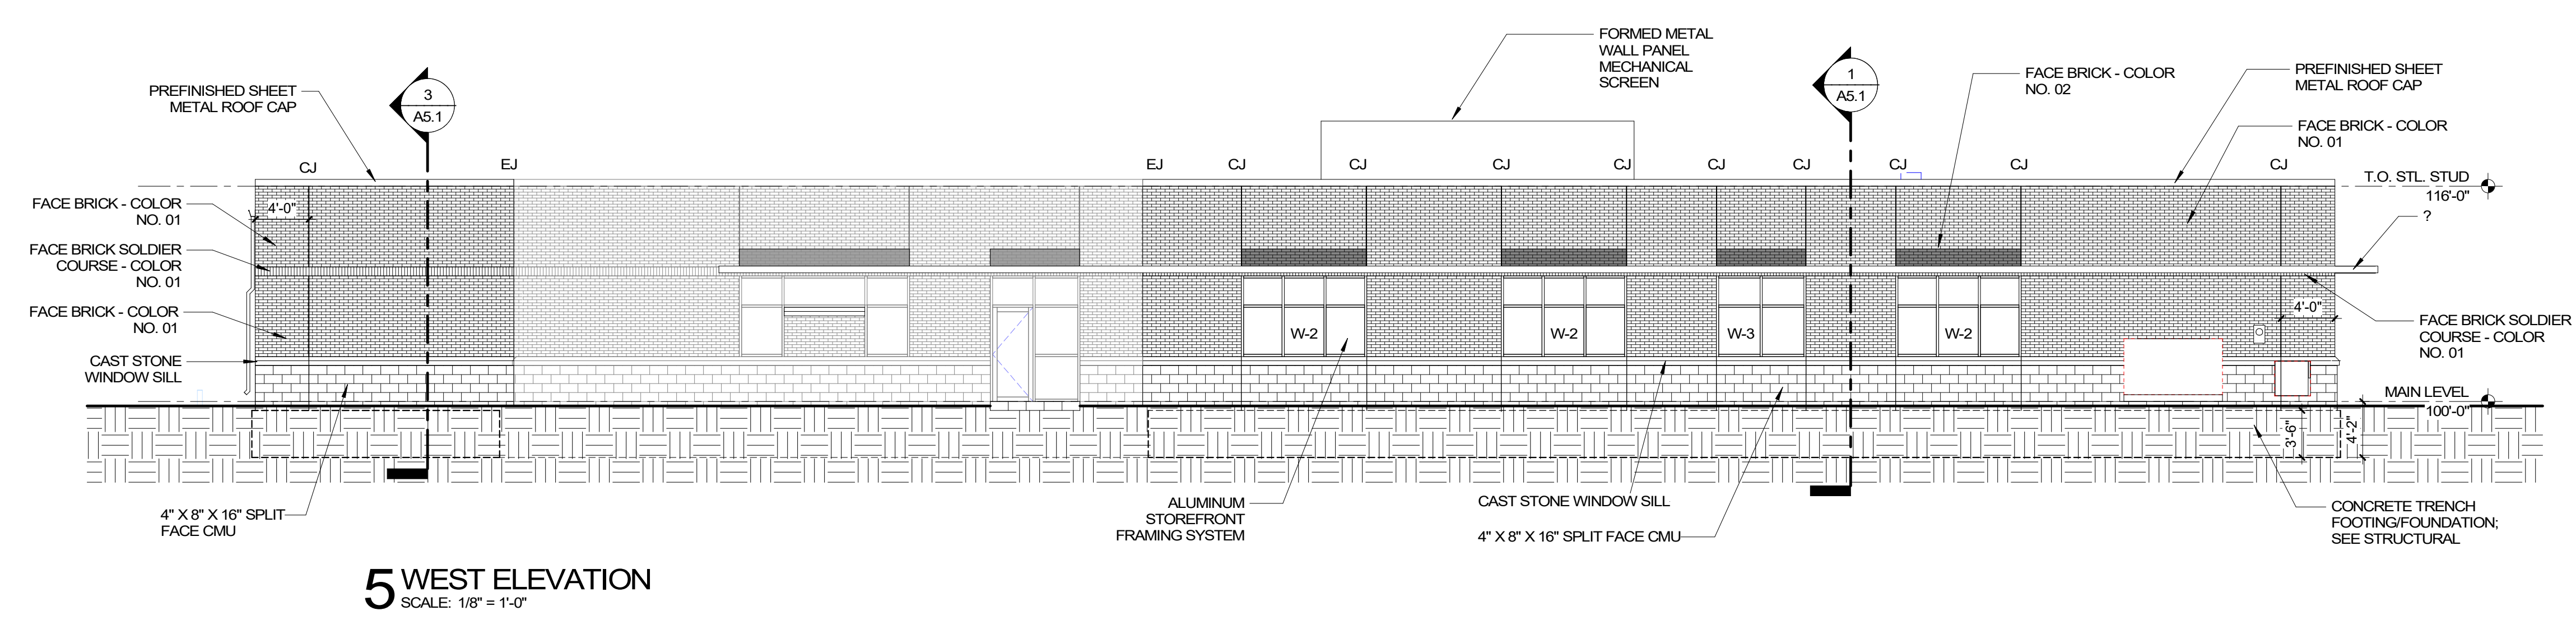 FORMED METAL
WALL PANEL
MECHANICAL
SCREEN
PREFINISHED SHEET
METAL ROOF CAP
3
A5.1
1
A5.1
FACE BRICK - COLOR
NO. 02
PREFINISHED SHEET
METAL ROOF CAP
FACE BRICK - COLOR
NO. 01
CJ
EJ
EJ
CJ
CJ
CJ
CJ
CJ
CJ
CJ
CJ
CJ
T.O. STL. STUD
116'-0"
FACE BRICK - COLOR
NO. 01
4'-0"
?
FACE BRICK SOLDIER
COURSE - COLOR
NO. 01
FACE BRICK - COLOR
NO. 01
4'-0"
W-2
W-2
W-3
W-2
FACE BRICK SOLDIER
COURSE - COLOR
NO. 01
CAST STONE
WINDOW SILL
MAIN LEVEL
100'-0"
3'-6"
4'-2"
4" X 8" X 16" SPLIT
FACE CMU
ALUMINUM
STOREFRONT
FRAMING SYSTEM
CAST STONE WINDOW SILL
4" X 8" X 16" SPLIT FACE CMU
CONCRETE TRENCH
FOOTING/FOUNDATION;
SEE STRUCTURAL
5 WEST ELEVATION
SCALE: 1/8" = 1'-0"